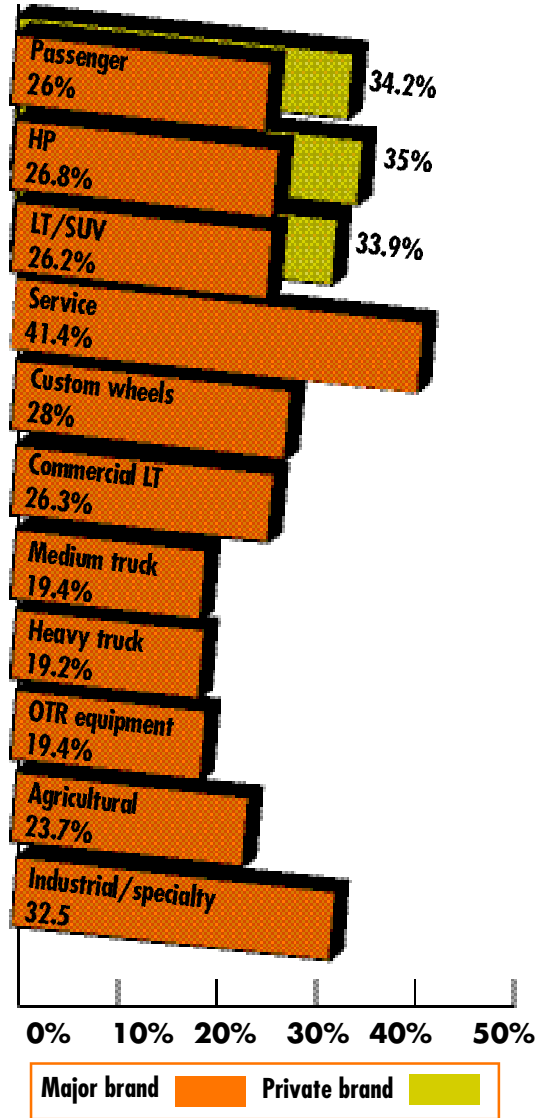 Passenger
26%
34.2%
HP
26.8%
35%
LT/SUV
26.2%
33.9%
Service
41.4%
Custom wheels
28%
Commercial LT
26.3%
Medium truck
19.4%
Heavy truck
19.2%
OTR equipment
19.4%
Agricultural
23.7%
Industrial/specialty
32.5
0% 10% 20% 30% 40% 50%
Major brand Private brand